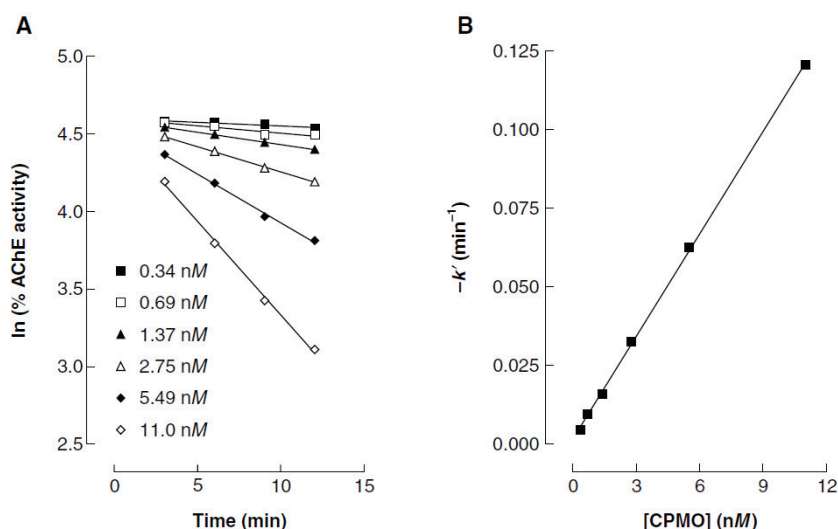 A
ln (% AChE activity)
5.0
4.5
4.0
3.5
3.0
2.5
0.34 nM
0.69 nM
1.37 nM
2.75 nM
5.49 nM
11.0 nM
0
5
10
15
Time (min)
B
−k′ (min⁻¹)
0.125
0.100
0.075
0.050
0.025
0.000
0
3
6
9
12
[CPMO] (nM)